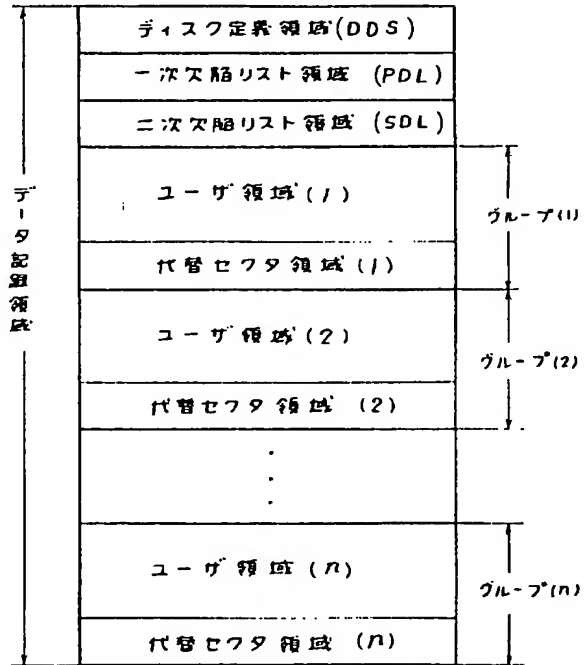 ディスク定義領域(DDS)
一次欠陥リスト領域(PDL)
二次欠陥リスト領域(SDL)
ユーザ領域(1)
代替セクタ領域(1)
グループ(1)
ユーザ領域(2)
代替セクタ領域(2)
グループ(2)
・
・
・
ユーザ領域(n)
代替セクタ領域(n)
グループ(n)
データ記録領域